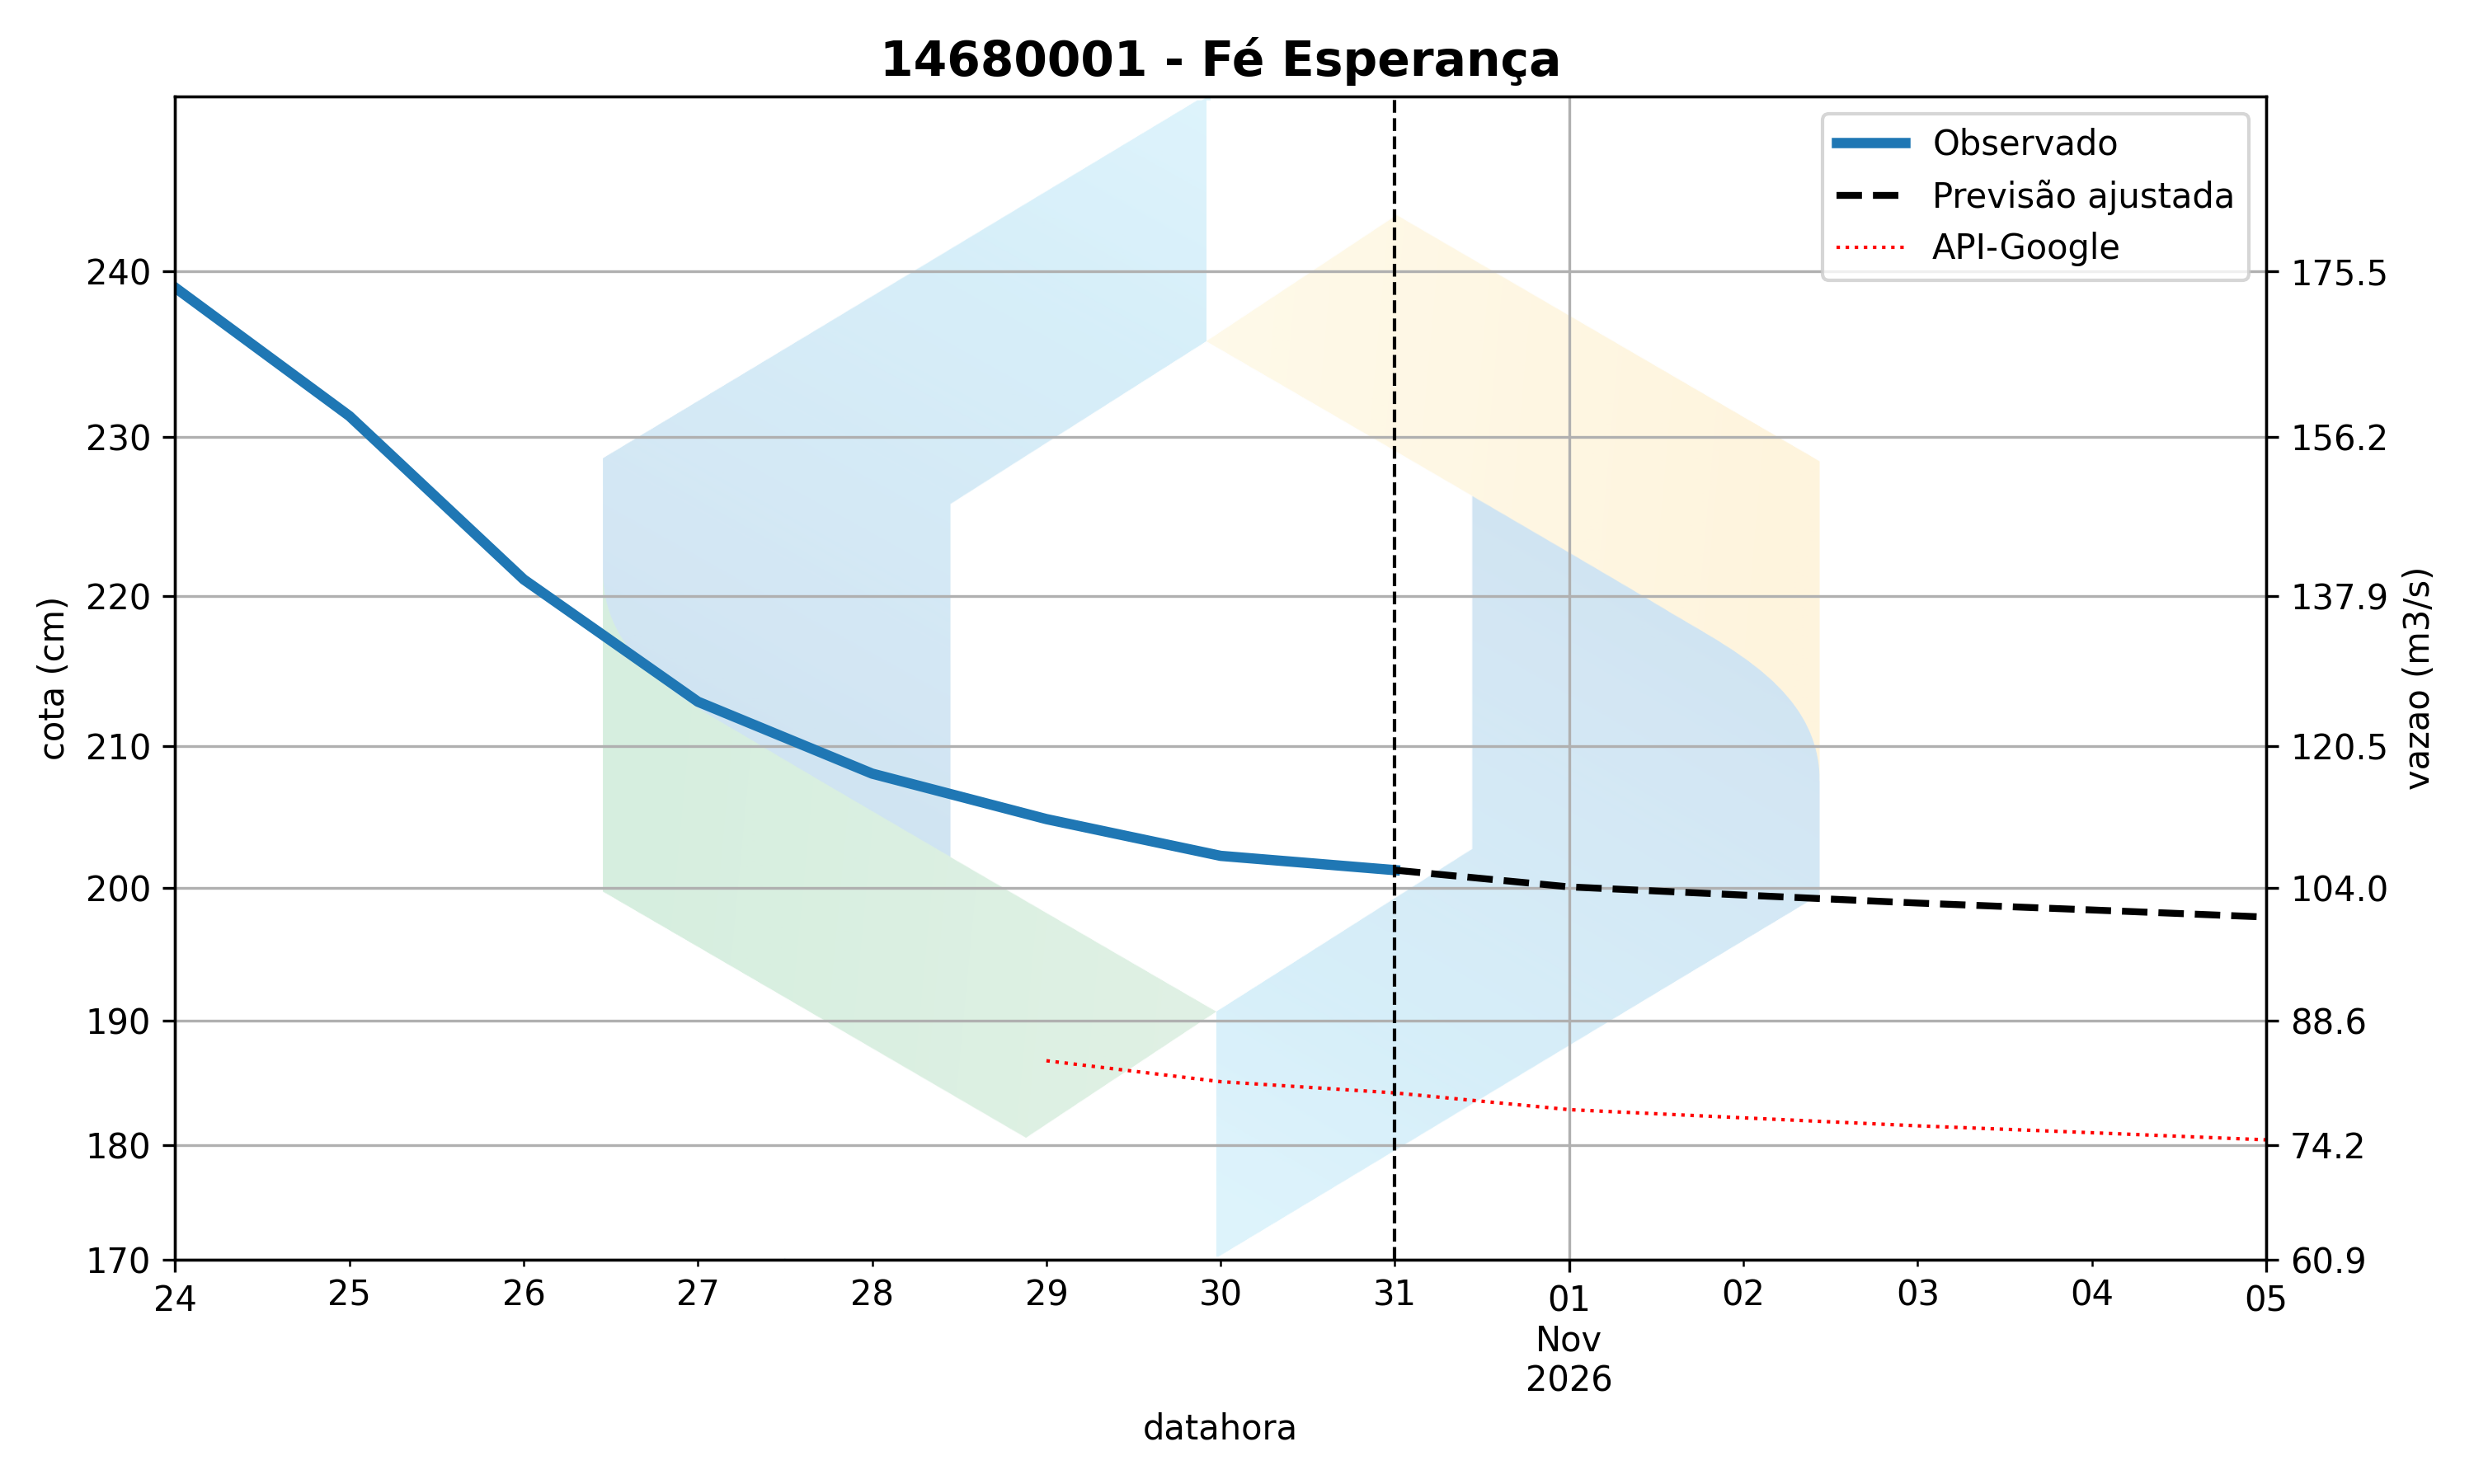 14680001 - Fé Esperança
Observado
Previsão ajustada
API-Google
cota (cm)
240
230
220
210
200
190
180
170
175.5
156.2
137.9
120.5
104.0
88.6
74.2
60.9
vazao (m3/s)
24 25 26 27 28 29 30 31 01 02 03 04 05
Nov
2026
datahora